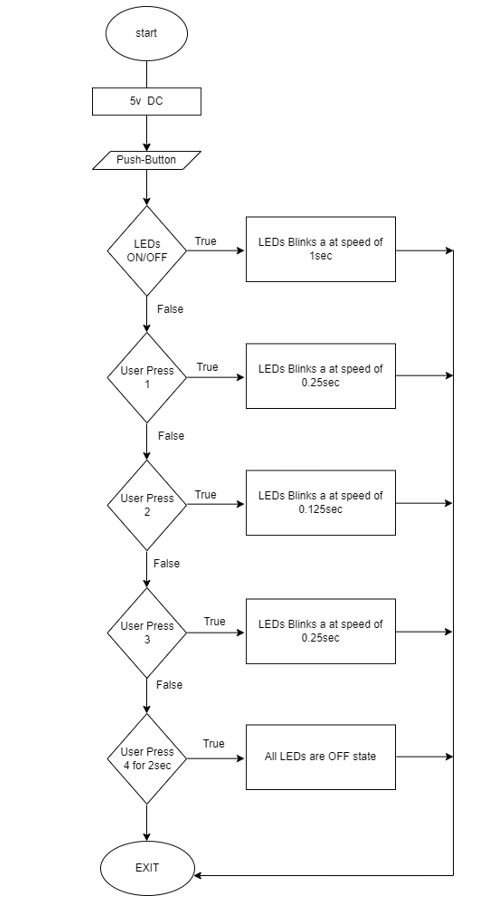 start
5v DC
Push-Button
LEDs
ON/OFF
True
LEDs Blinks a at speed of
1sec
False
User Press
1
True
LEDs Blinks a at speed of
0.25sec
False
User Press
2
True
LEDs Blinks a at speed of
0.125sec
False
User Press
3
True
LEDs Blinks a at speed of
0.25sec
False
User Press
4 for 2sec
True
All LEDs are OFF state
EXIT